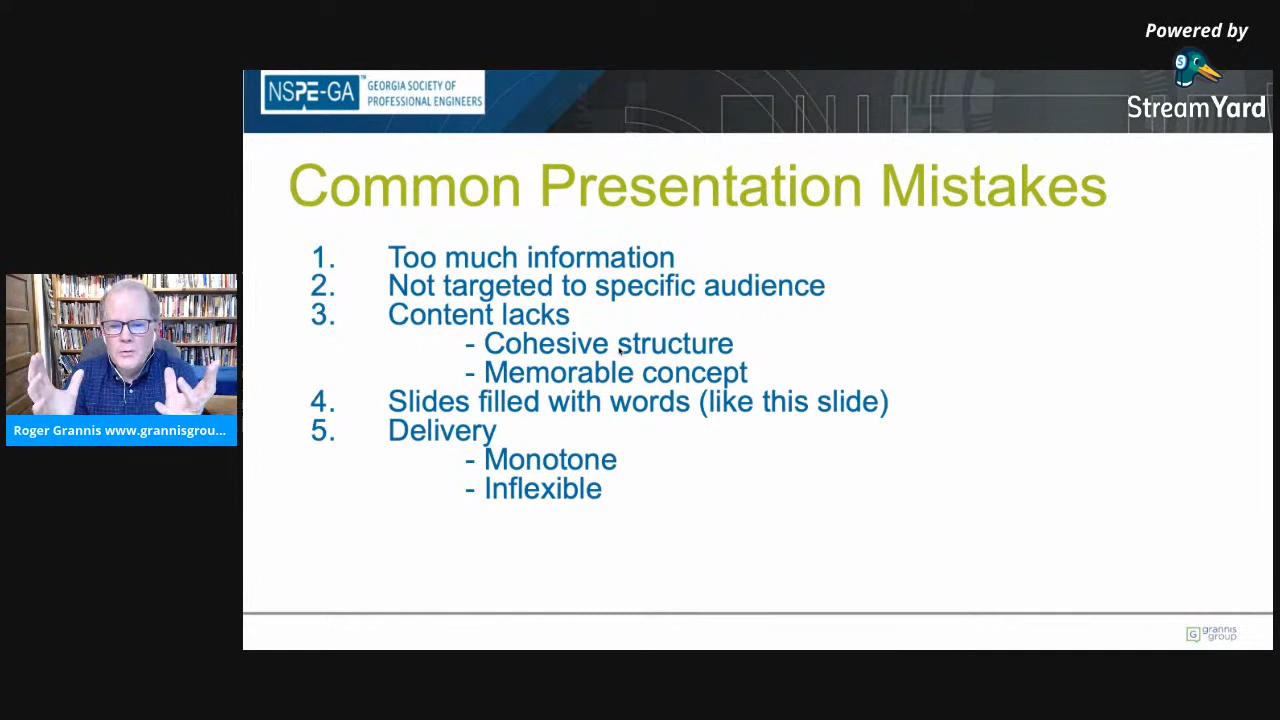 Powered by
StreamYard
NSPE-GA™ GEORGIA SOCIETY OF
PROFESSIONAL ENGINEERS
Common Presentation Mistakes
1. Too much information
2. Not targeted to specific audience
3. Content lacks
- Cohesive structure
- Memorable concept
4. Slides filled with words (like this slide)
5. Delivery
- Monotone
- Inflexible
Roger Grannis www.grannisgrou...
G grannis
group